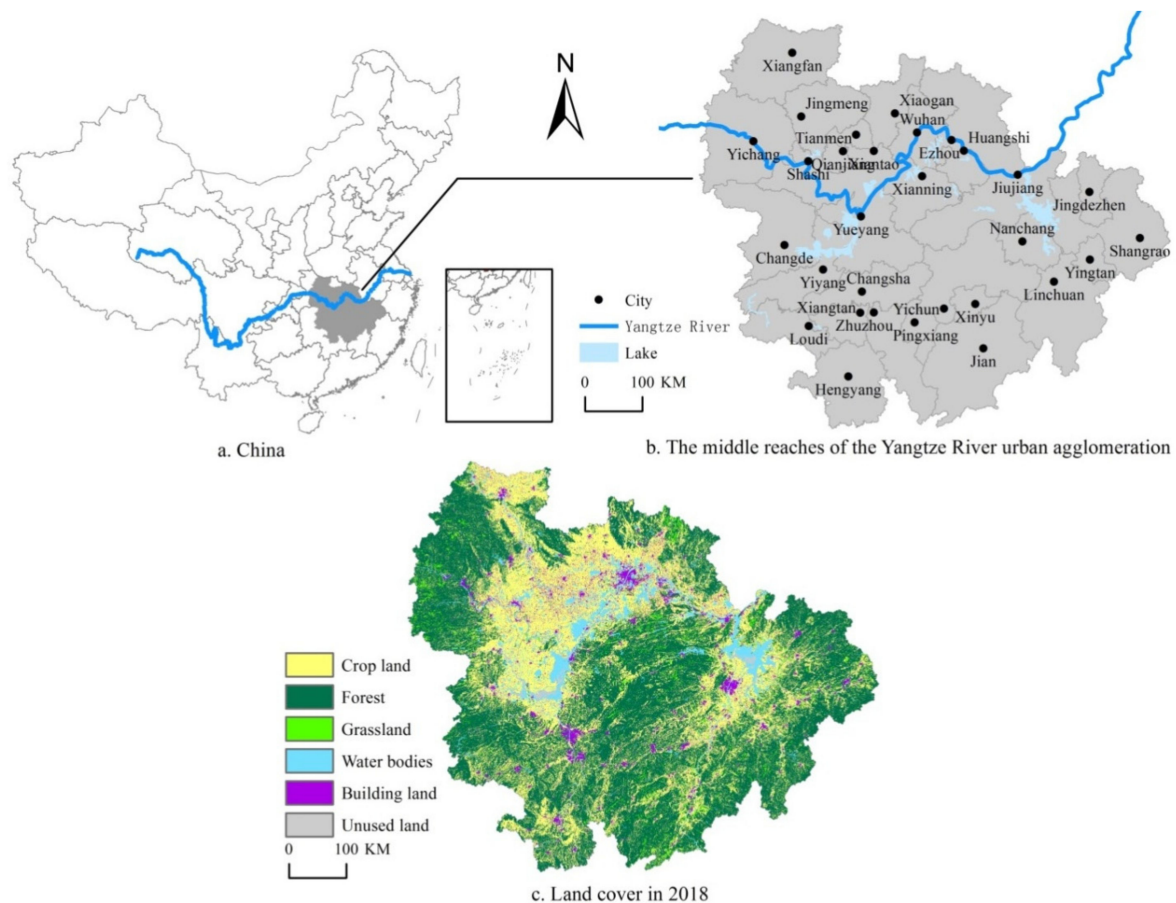 N
Xiangfan
Jingmeng
Xiaogan
Wuhan
Tianmen
Huangshi
Yichang
Qianjiang
Xiantao
Ezhou
Shashi
Xianning
Jiujiang
Jingdezhen
Yueyang
Nanchang
Changde
Shangrao
Yiyang
Changsha
Yingtan
Linchuan
Xiangtan
Yichun
Zhuzhou
Xinyu
Loudi
Pingxiang
Jian
Hengyang
City
Yangtze River
Lake
0 100 KM
a. China
b. The middle reaches of the Yangtze River urban agglomeration
Crop land
Forest
Grassland
Water bodies
Building land
Unused land
0 100 KM
c. Land cover in 2018